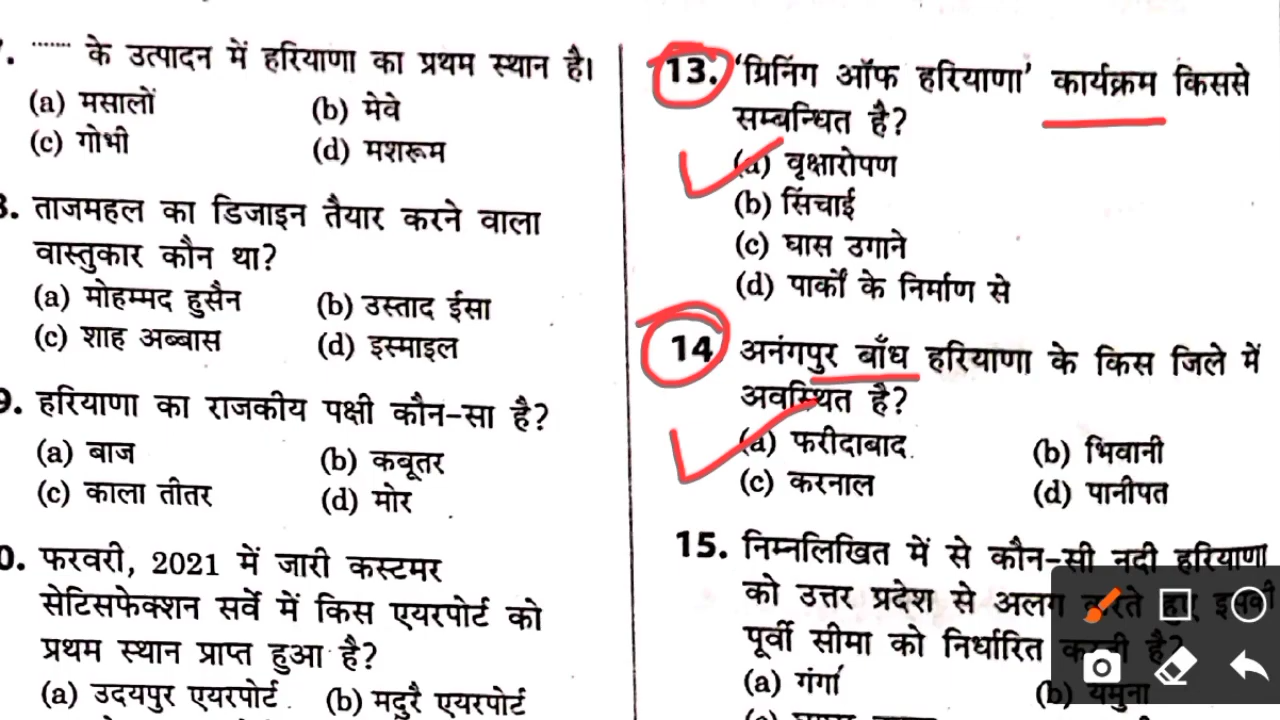 7. ....... के उत्पादन में हरियाणा का प्रथम स्थान है।
(a) मसालों (b) मेवे
(c) गोभी (d) मशरूम
8. ताजमहल का डिजाइन तैयार करने वाला
वास्तुकार कौन था?
(a) मोहम्मद हुसैन (b) उस्ताद ईसा
(c) शाह अब्बास (d) इस्माइल
9. हरियाणा का राजकीय पक्षी कौन-सा है?
(a) बाज (b) कबूतर
(c) काला तीतर (d) मोर
0. फरवरी, 2021 में जारी कस्टमर
सेटिसफेक्शन सर्वे में किस एयरपोर्ट को
प्रथम स्थान प्राप्त हुआ है?
(a) उदयपुर एयरपोर्ट (b) मदुरै एयरपोर्ट
13. ‘ग्रिनिंग ऑफ हरियाणा’ कार्यक्रम किससे
सम्बन्धित है?
(a) वृक्षारोपण
(b) सिंचाई
(c) घास उगाने
(d) पार्कों के निर्माण से
14 अनंगपुर बाँध हरियाणा के किस जिले में
अवस्थित है?
(a) फरीदाबाद (b) भिवानी
(c) करनाल (d) पानीपत
15. निम्नलिखित में से कौन-सी नदी हरियाणा
को उत्तर प्रदेश से अलग करते हुए इसकी
पूर्वी सीमा को निर्धारित करती है?
(a) गंगा (b) यमुना